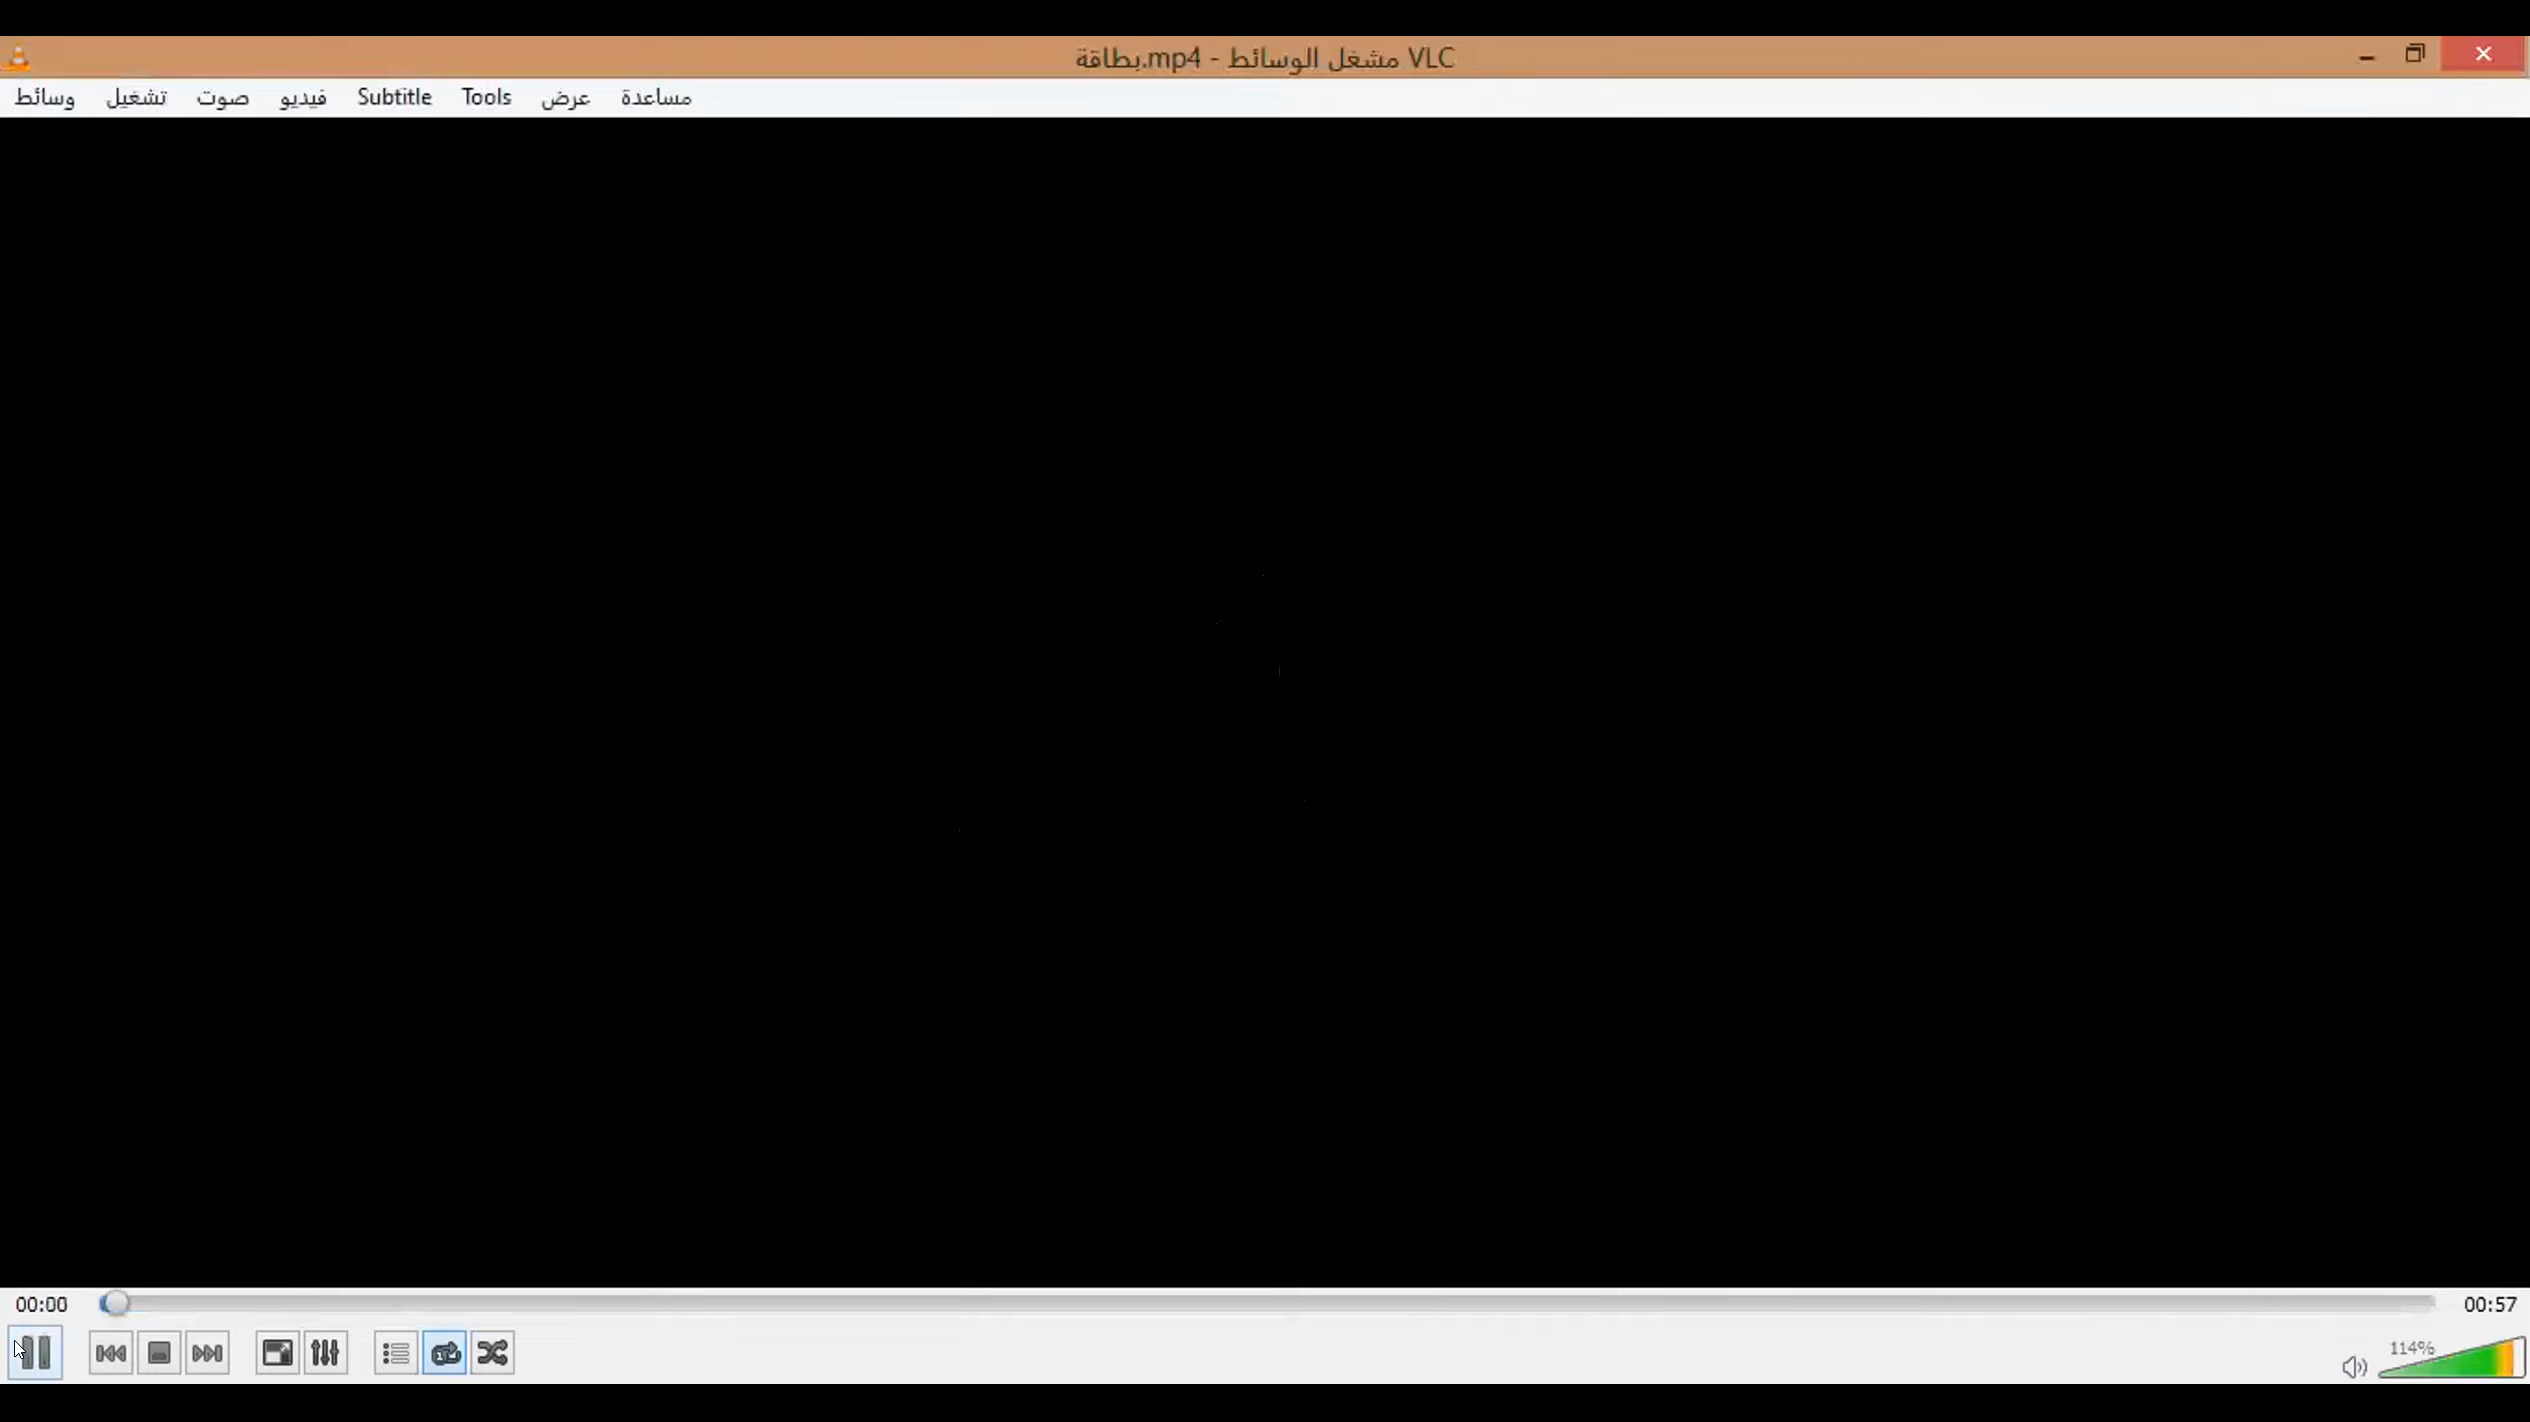 بطاقة.mp4 - مشغل الوسائط VLC
وسائط تشغيل صوت فيديو Subtitle Tools عرض مساعدة
00:00 00:57
114%